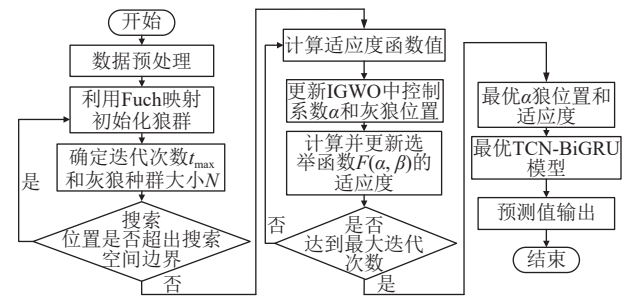 开始
数据预处理
利用Fuch映射
初始化狼群
确定迭代次数tmax
和灰狼种群大小N
是
搜索
位置是否超出搜索
空间边界
否
计算适应度函数值
更新IGWO中控制
系数α和灰狼位置
计算并更新选
举函数F(α, β)的
适应度
否
是否
达到最大迭代
次数
是
最优α狼位置和
适应度
最优TCN-BiGRU
模型
预测值输出
结束